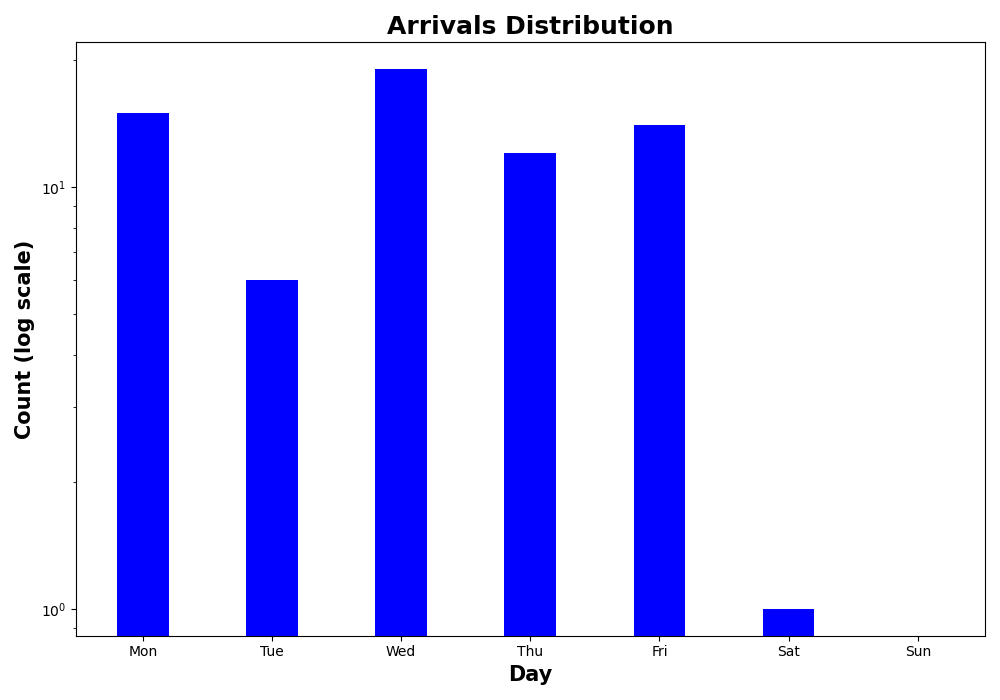 Arrivals Distribution
Count (log scale)
10¹
10⁰
Mon Tue Wed Thu Fri Sat Sun
Day